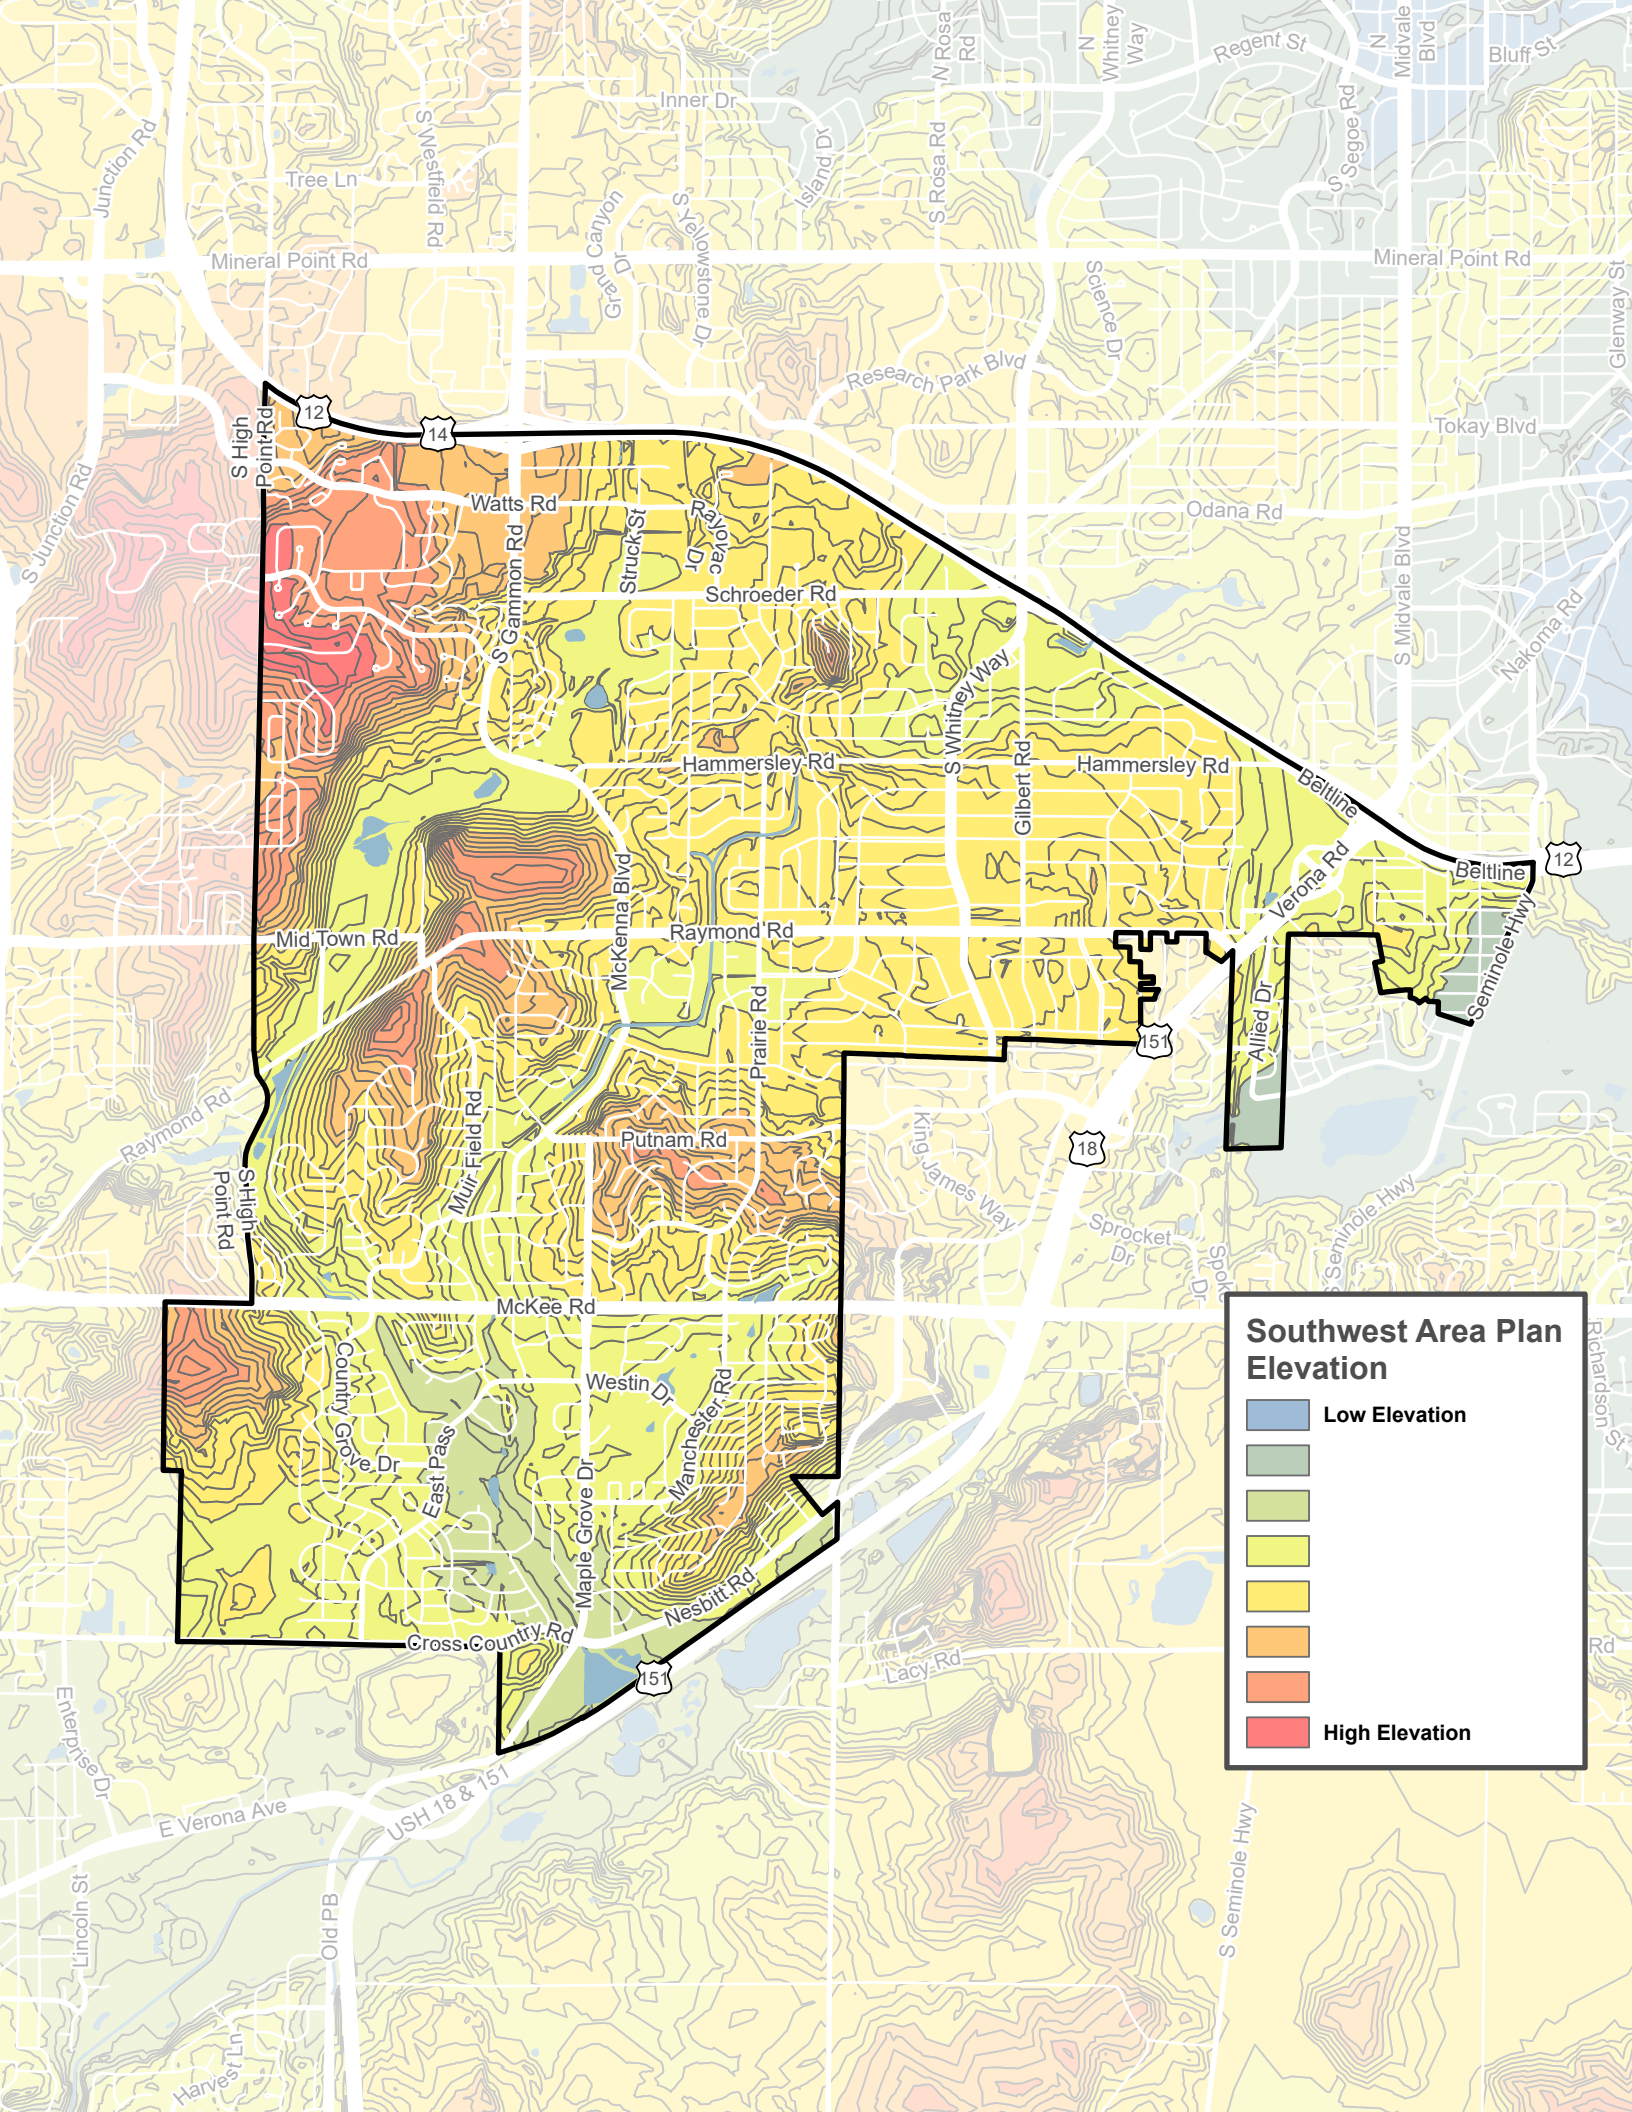 N Rosa
Rd
N
Whitney
Way
Regent St
N
Midvale
Blvd
Bluff St
Inner Dr
Junction Rd
S Westfield Rd
Tree Ln
Island Dr
S Rosa Rd
S Segoe Rd
Grand Canyon
Dr
S Yellowstone Dr
Mineral Point Rd
Mineral Point Rd
Science Dr
Glenway St
Research Park Blvd
S High
Point Rd
12
14
Tokay Blvd
S Junction Rd
Watts Rd
Struck St
Rayovac
Dr
S Gammon Rd
Odana Rd
Schroeder Rd
S Midvale Blvd
Nakoma Rd
S Whitney Way
Hammersley Rd
Gilbert Rd
Hammersley Rd
Beltline
Verona Rd
Beltline
12
McKenna Blvd
Mid Town Rd
Raymond Rd
Seminole Hwy
Allied Dr
Prairie Rd
151
Raymond Rd
Muir Field Rd
Putnam Rd
King James Way
18
S High
Point Rd
Sprocket
Dr
Dr
S Seminole Hwy
McKee Rd
Southwest Area Plan
Elevation
Low Elevation
High Elevation
Richardson St
Country Grove Dr
Westin Dr
Manchester Rd
East Pass
Maple Grove Dr
Nesbitt Rd
Cross Country Rd
151
Lacy Rd
Rd
Enterprise Dr
E Verona Ave
USH 18 & 151
Lincoln St
Old PB
S Seminole Hwy
Harvest Ln